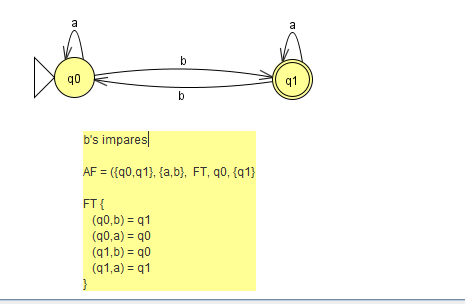 a
a
q0
b
q1
b
b's impares
AF = ({q0,q1}, {a,b}, FT, q0, {q1}
FT {
(q0,b) = q1
(q0,a) = q0
(q1,b) = q0
(q1,a) = q1
}